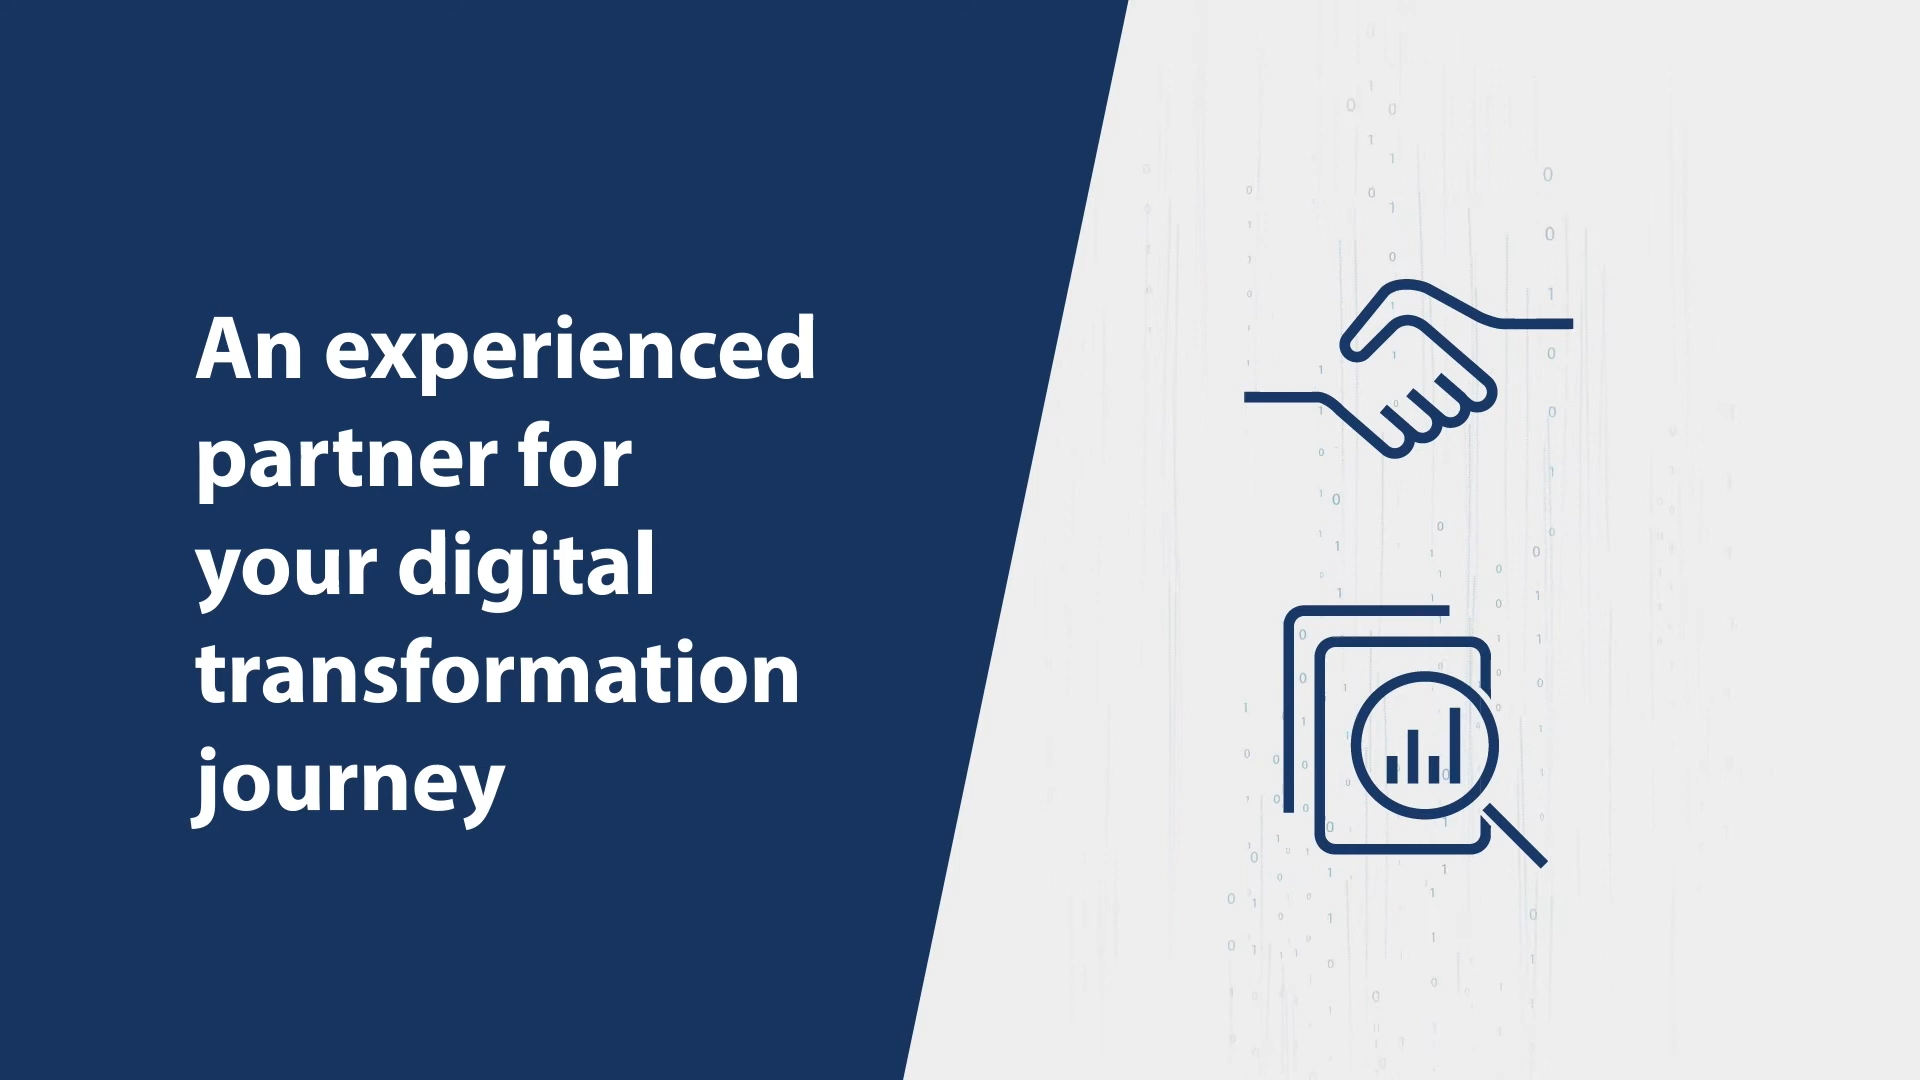 An experienced
partner for
your digital
transformation
journey